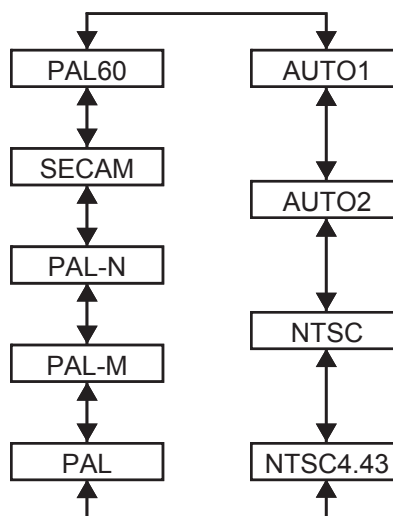 PAL60
SECAM
PAL-N
PAL-M
PAL
AUTO1
AUTO2
NTSC
NTSC4.43